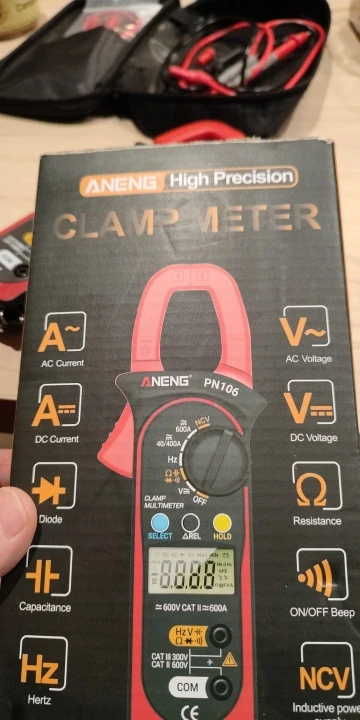 ANENG High Precision
CLAMP METER
A~
AC Current
V~
AC Voltage
ANENG PN106
A
DC Current
V
DC Voltage
NCV
600A
40/400A
Hz
Ω
V
OFF
Diode
Ω
Resistance
CLAMP
MULTIMETER
SELECT △REL HOLD
Capacitance
ON/OFF Beep
≃600V CAT II ≃600A
Hz V
Ω
CAT III 300V
CAT II 600V
COM
CE
Hz
Hertz
NCV
Inductive power